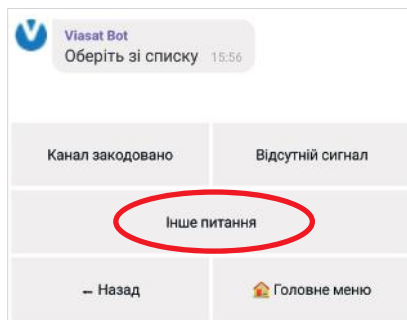 Viasat Bot
Оберіть зі списку 15:56
Канал закодовано
Відсутній сигнал
Інше питання
← Назад
🏠 Головне меню